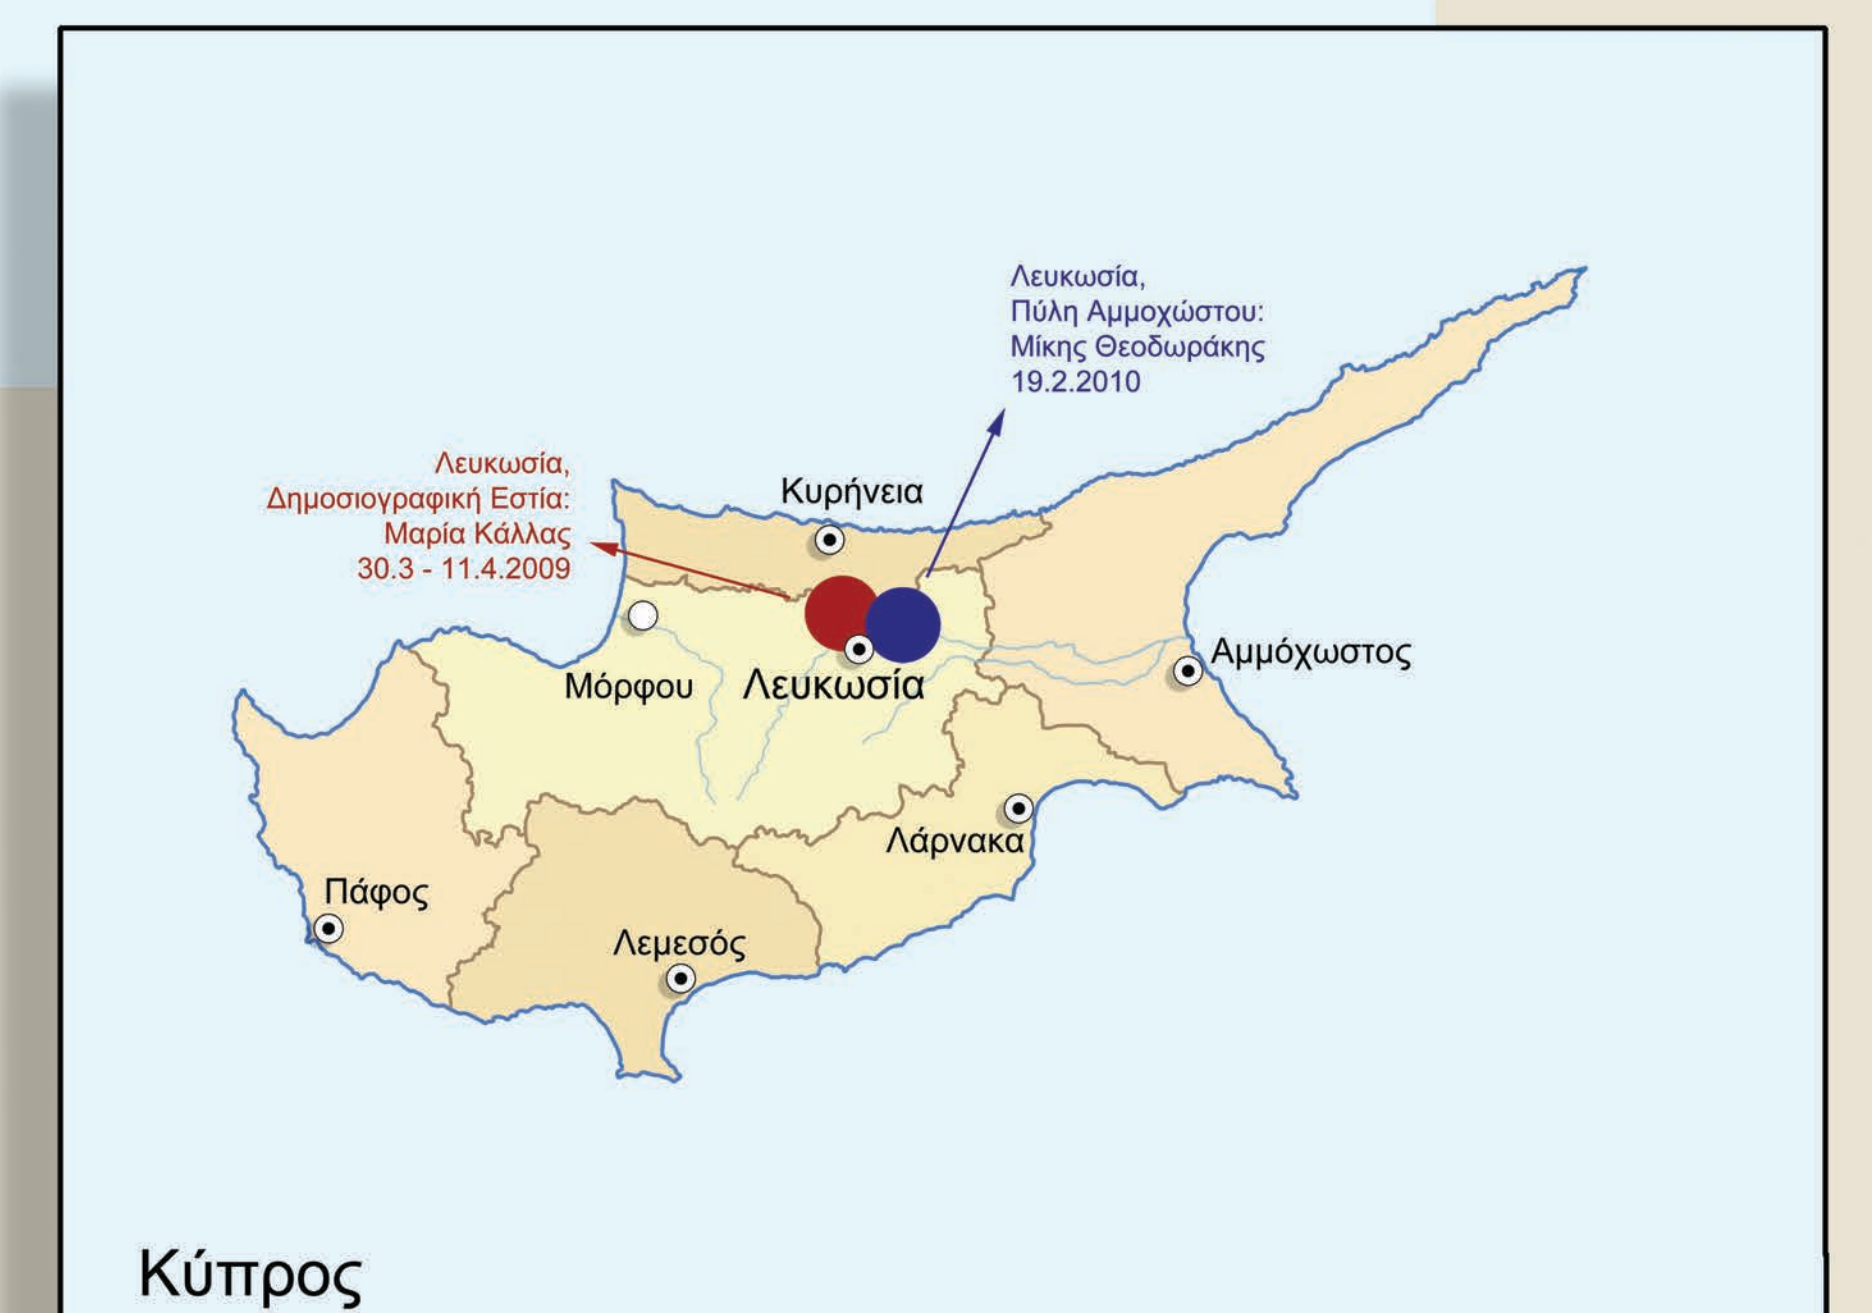 Λευκωσία,
Πύλη Αμμοχώστου:
Μίκης Θεοδωράκης
19.2.2010
Λευκωσία,
Δημοσιογραφική Εστία:
Μαρία Κάλλας
30.3 - 11.4.2009
Κυρήνεια
Αμμόχωστος
Μόρφου
Λευκωσία
Λάρνακα
Πάφος
Λεμεσός
Κύπρος